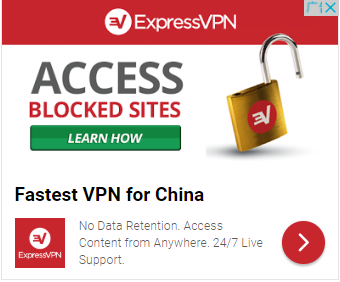 ExpressVPN
ACCESS
BLOCKED SITES
LEARN HOW
Fastest VPN for China
ExpressVPN
No Data Retention. Access
Content from Anywhere. 24/7 Live
Support.